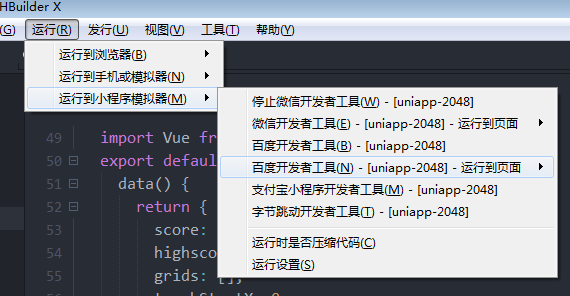 HBuilder X
(G) 运行(R) 发行(U) 视图(V) 工具(T) 帮助(U)
运行到浏览器(B)
运行到手机或模拟器(N)
运行到小程序模拟器(M)
停止微信开发者工具(W) - [uniapp-2048]
微信开发者工具(E) - [uniapp-2048] - 运行到页面
百度开发者工具(B) - [uniapp-2048]
百度开发者工具(N) - [uniapp-2048] - 运行到页面
支付宝小程序开发者工具(M) - [uniapp-2048]
字节跳动开发者工具(T) - [uniapp-2048]
运行时是否压缩代码(C)
运行设置(S)
49 import Vue fr
50 export defaul
51 data() {
52 return {
53 score:
54 highsco
55 grids: [],
56